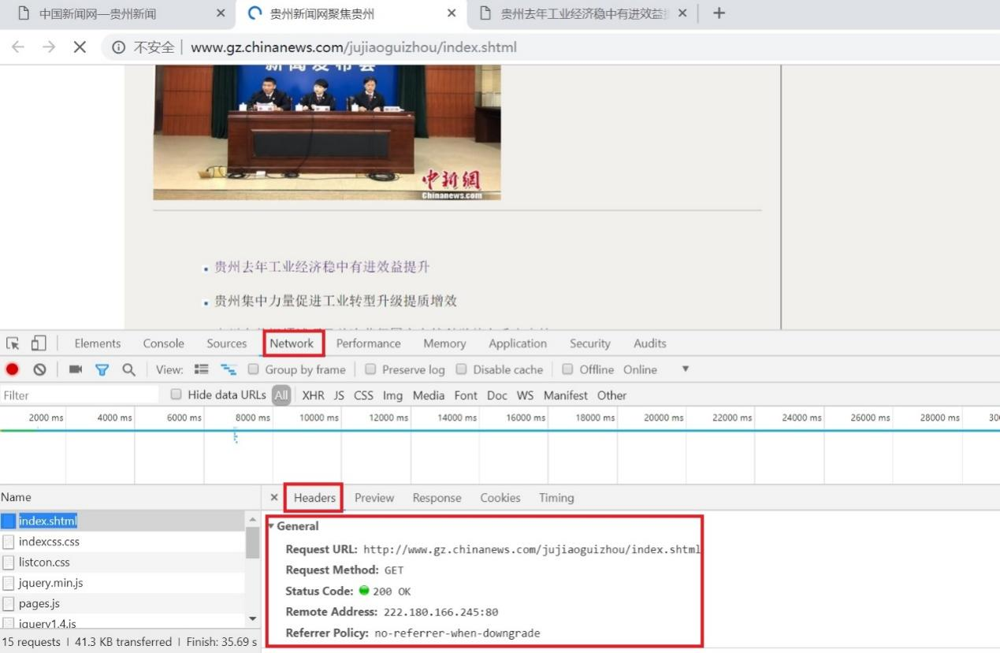 中国新闻网—贵州新闻
贵州新闻网聚焦贵州
贵州去年工业经济稳中有进效益
不安全 | www.gz.chinanews.com/jujiaoguizhou/index.shtml
新闻发布会
中新網
Chinanews.com
贵州去年工业经济稳中有进效益提升
贵州集中力量促进工业转型升级提质增效
Elements Console Sources Network Performance Memory Application Security Audits
View: Group by frame Preserve log Disable cache Offline Online
Filter Hide data URLs All XHR JS CSS Img Media Font Doc WS Manifest Other
2000 ms 4000 ms 6000 ms 8000 ms 10000 ms 12000 ms 14000 ms 16000 ms 18000 ms 20000 ms 22000 ms 24000 ms 26000 ms 28000 ms
Name
Headers Preview Response Cookies Timing
index.shtml
indexcss.css
listcon.css
jquery.min.js
pages.js
jquery1.4.js
15 requests | 41.3 KB transferred | Finish: 35.69 s
General
Request URL: http://www.gz.chinanews.com/jujiaoguizhou/index.shtml
Request Method: GET
Status Code: 200 OK
Remote Address: 222.180.166.245:80
Referrer Policy: no-referrer-when-downgrade